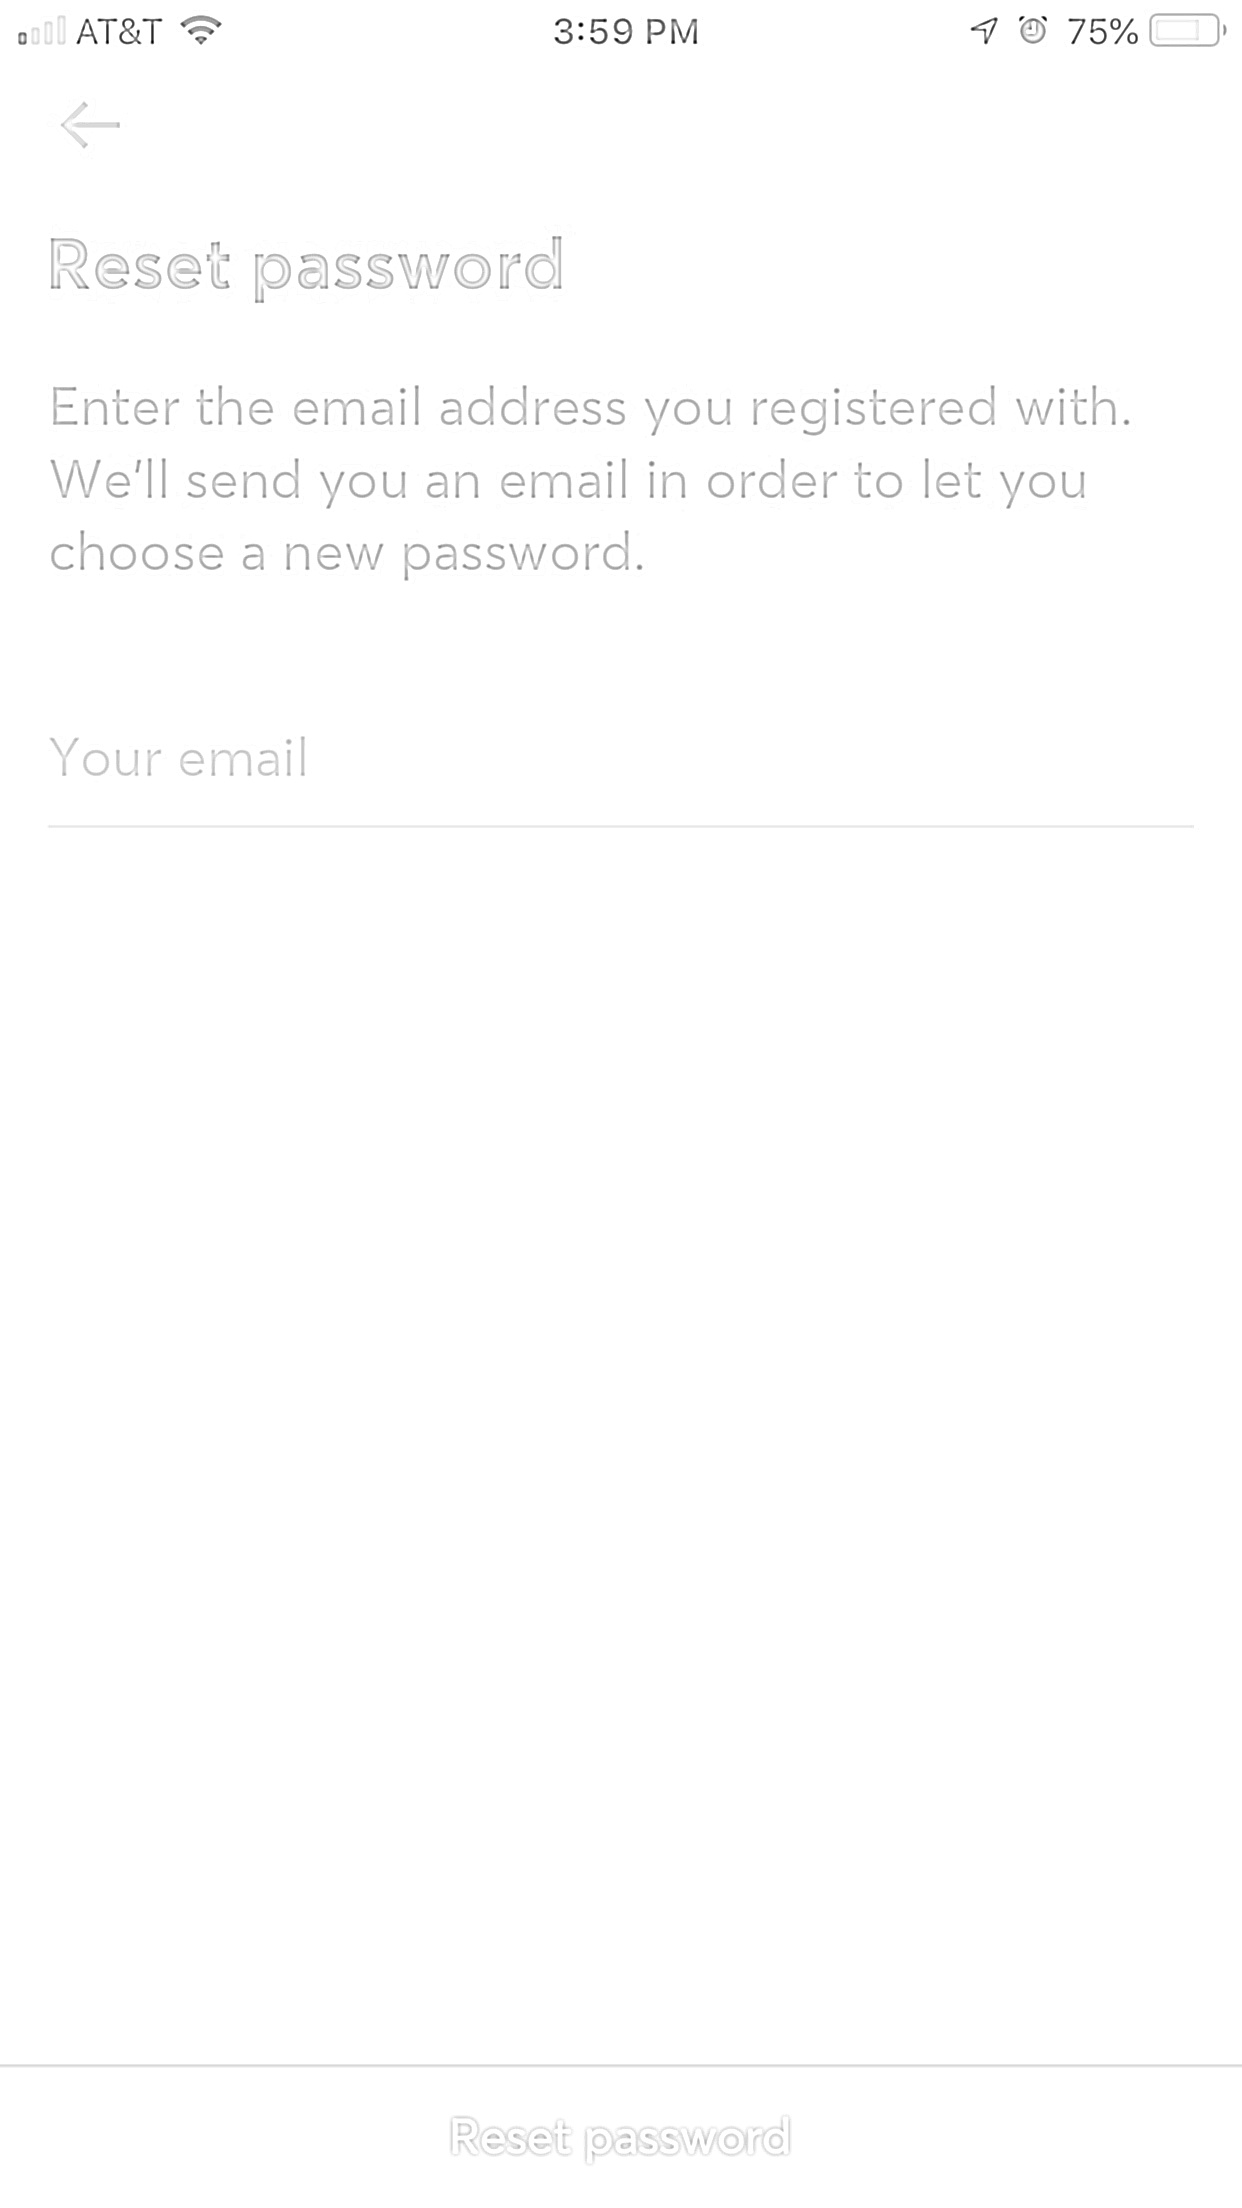 AT&T 3:59 PM 75%
Reset password
Enter the email address you registered with.
We'll send you an email in order to let you
choose a new password.
Your email
Reset password